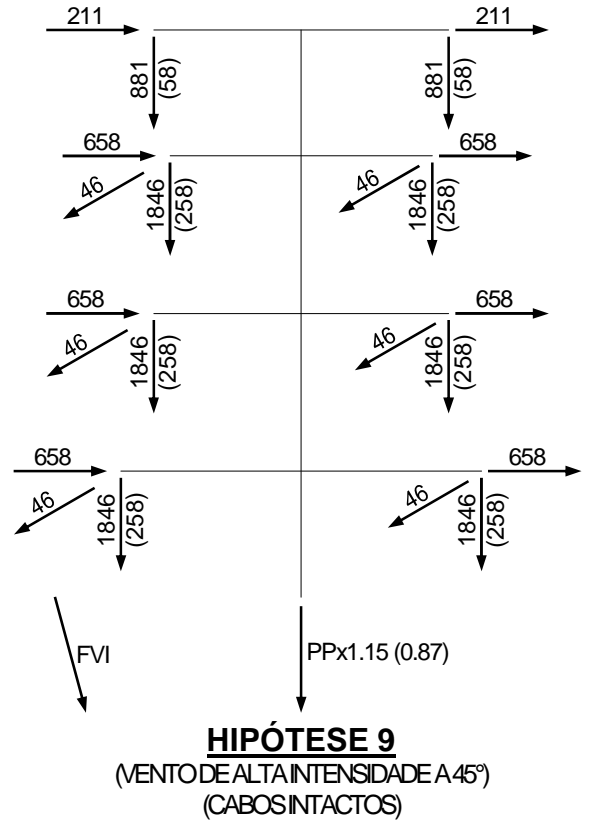 211 211
881 (58) 881 (58)
658 658
46 1846 (258) 46 1846 (258)
658 658
46 1846 (258) 46 1846 (258)
658 658
46 1846 (258) 46 1846 (258)
FVI PPx1.15 (0.87)
HIPÓTESE 9
(VENTO DE ALTA INTENSIDADE A 45°)
(CABOS INTACTOS)